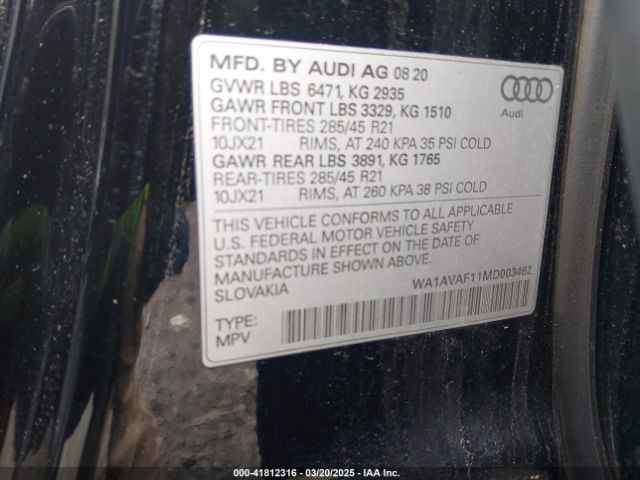 MFD. BY AUDI AG 08 20
GVWR LBS 6471, KG 2935
GAWR FRONT LBS 3329, KG 1510
FRONT-TIRES 285/45 R21
10JX21 RIMS, AT 240 KPA 35 PSI COLD
GAWR REAR LBS 3891, KG 1765
REAR-TIRES 285/45 R21
10JX21 RIMS, AT 260 KPA 38 PSI COLD
Audi
THIS VEHICLE CONFORMS TO ALL APPLICABLE
U.S. FEDERAL MOTOR VEHICLE SAFETY
STANDARDS IN EFFECT ON THE DATE OF
MANUFACTURE SHOWN ABOVE.
SLOVAKIA
WA1AVAF11MD003462
TYPE:
MPV
000-41812316 - 03/20/2025 - IAA Inc.